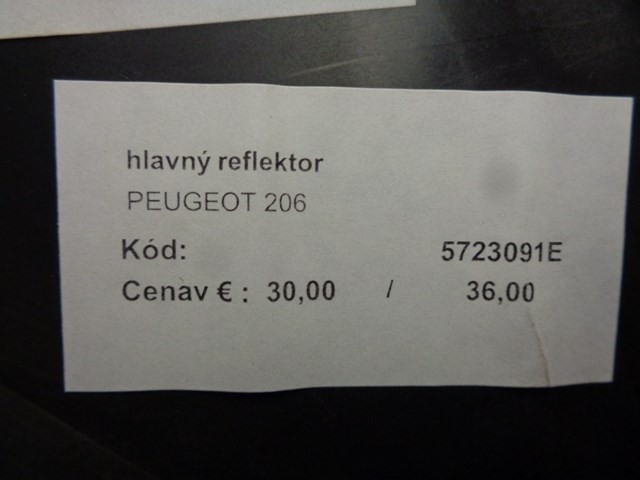 hlavný reflektor
PEUGEOT 206
Kód: 5723091E
Cenav € : 30,00 / 36,00